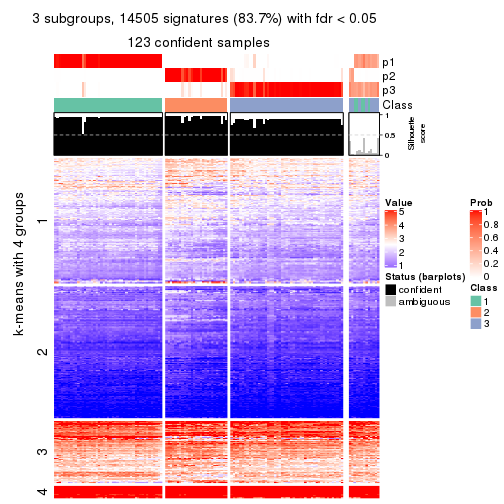 3 subgroups, 14505 signatures (83.7%) with fdr < 0.05
123 confident samples
p1
p2
p3
Class
1
0.5
0
Silhouette
score
k-means with 4 groups
1
2
3
4
Value
5
4
3
2
1
Status (barplots)
confident
ambiguous
Prob
1
0.8
0.6
0.4
0.2
0
Class
1
2
3